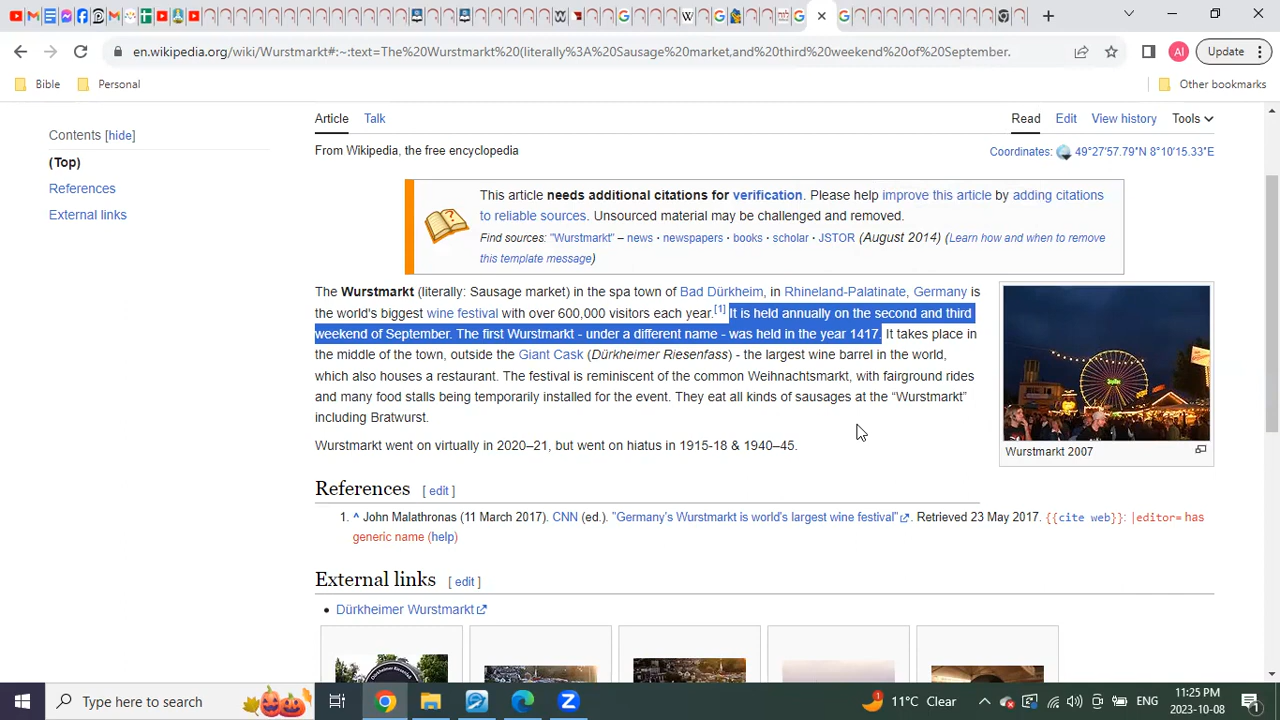 en.wikipedia.org/wiki/Wurstmarkt#:~:text=The%20Wurstmarkt%20(literally%3A%20Sausage%20market,and%20third%20weekend%20of%20September.
AI
Update
Bible
Personal
Other bookmarks
Contents [hide]
(Top)
References
External links
Article
Talk
Read
Edit
View history
Tools
From Wikipedia, the free encyclopedia
Coordinates: 49°27′57.79″N 8°10′15.33″E
This article needs additional citations for verification. Please help improve this article by adding citations
to reliable sources. Unsourced material may be challenged and removed.
Find sources: "Wurstmarkt" – news · newspapers · books · scholar · JSTOR (August 2014) (Learn how and when to remove
this template message)
The Wurstmarkt (literally: Sausage market) in the spa town of Bad Dürkheim, in Rhineland-Palatinate, Germany is
the world's biggest wine festival with over 600,000 visitors each year.[1] It is held annually on the second and third
weekend of September. The first Wurstmarkt - under a different name - was held in the year 1417. It takes place in
the middle of the town, outside the Giant Cask (Dürkheimer Riesenfass) - the largest wine barrel in the world,
which also houses a restaurant. The festival is reminiscent of the common Weihnachtsmarkt, with fairground rides
and many food stalls being temporarily installed for the event. They eat all kinds of sausages at the “Wurstmarkt”
including Bratwurst.
Wurstmarkt went on virtually in 2020–21, but went on hiatus in 1915-18 & 1940–45.
Wurstmarkt 2007
References [ edit ]
1. ^ John Malathronas (11 March 2017). CNN (ed.). "Germany's Wurstmarkt is world's largest wine festival". Retrieved 23 May 2017. {{cite web}}: |editor= has
generic name (help)
External links [ edit ]
• Dürkheimer Wurstmarkt
Type here to search
1
11°C Clear
ENG
11:25 PM
2023-10-08
1